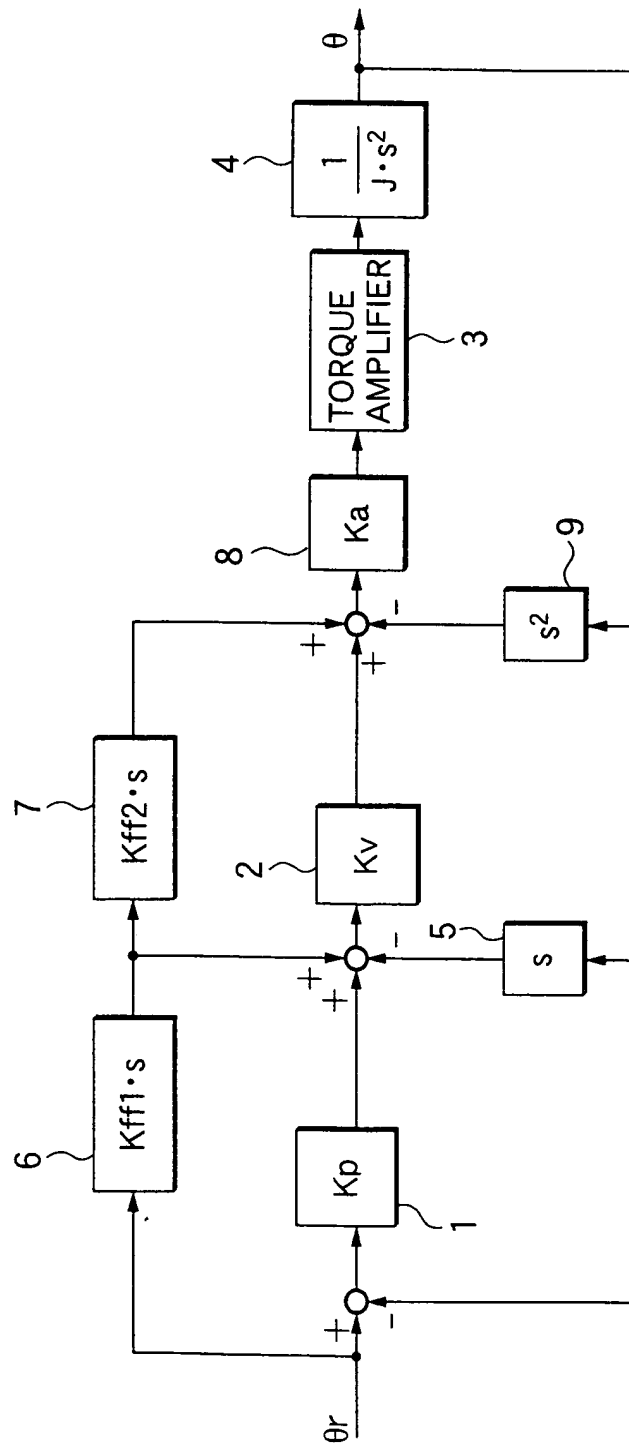 6
Kff1·s
7
Kff2·s
θr
+
-
Kp
1
+
+
-
Kv
2
5
s
+
+
-
Ka
8
9
s²
TORQUE
AMPLIFIER
3
4
1
J·s²
θ